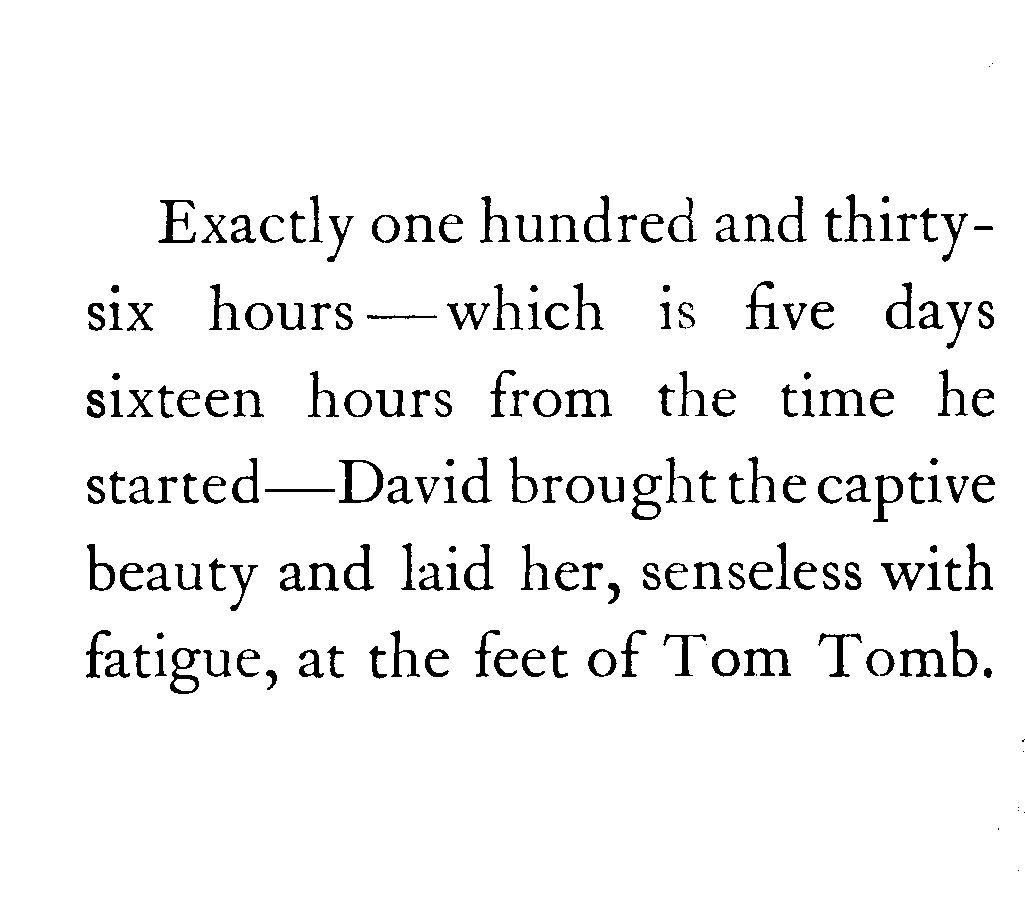 Exactly one hundred and thirty-
six hours—which is five days
sixteen hours from the time he
started—David brought the captive
beauty and laid her, senseless with
fatigue, at the feet of Tom Tomb.